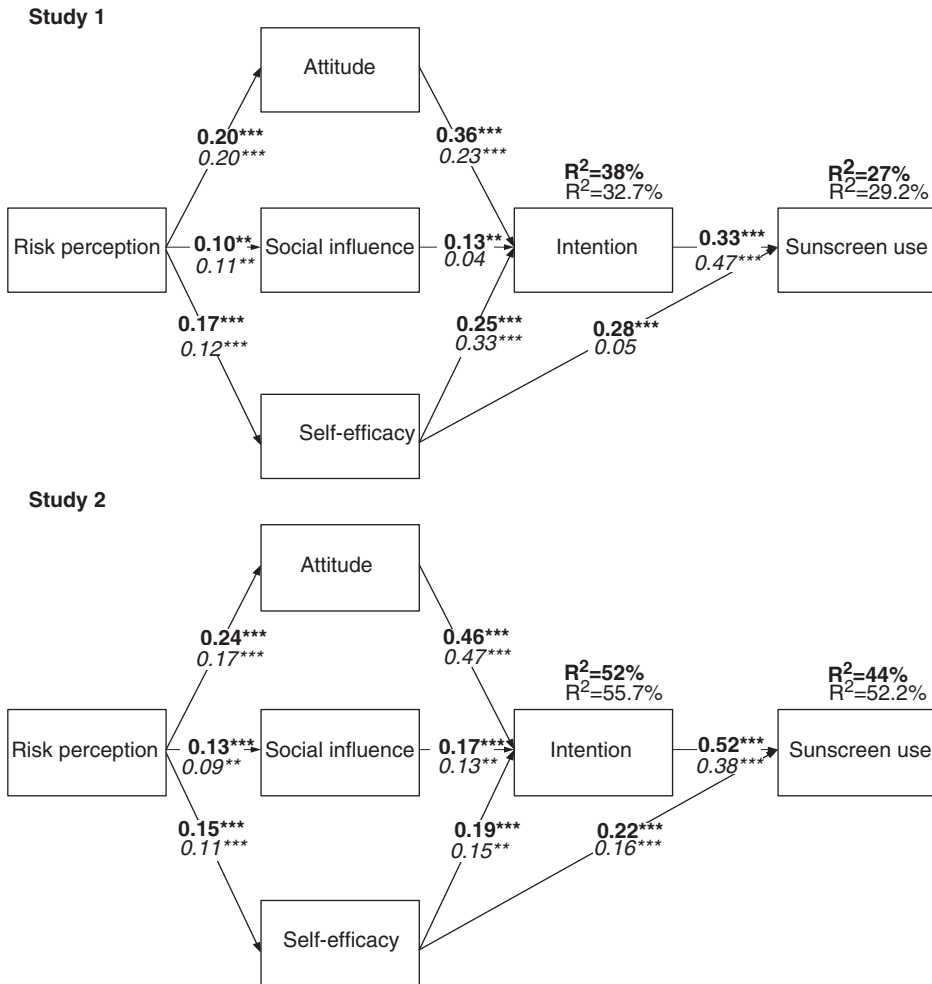 Study 1
Attitude
0.20***
0.20***
0.36***
0.23***
R²=38%
R²=32.7%
R²=27%
R²=29.2%
Risk perception
0.10**
0.11**
Social influence
0.13**
0.04
Intention
0.33***
0.47***
Sunscreen use
0.17***
0.12***
0.25***
0.33***
0.28***
0.05
Self-efficacy
Study 2
Attitude
0.24***
0.17***
0.46***
0.47***
R²=52%
R²=55.7%
R²=44%
R²=52.2%
Risk perception
0.13***
0.09**
Social influence
0.17***
0.13**
Intention
0.52***
0.38***
Sunscreen use
0.15***
0.11***
0.19***
0.15**
0.22***
0.16***
Self-efficacy